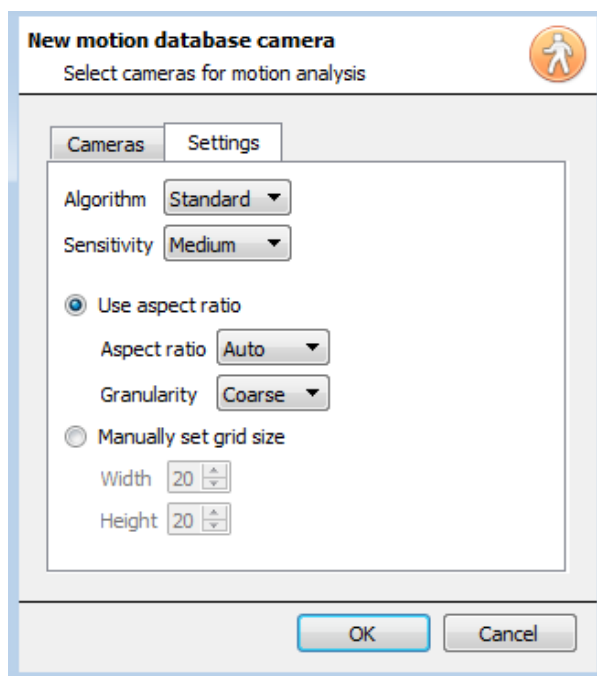 New motion database camera
Select cameras for motion analysis
Cameras Settings
Algorithm Standard
Sensitivity Medium
Use aspect ratio
Aspect ratio Auto
Granularity Coarse
Manually set grid size
Width 20
Height 20
OK Cancel